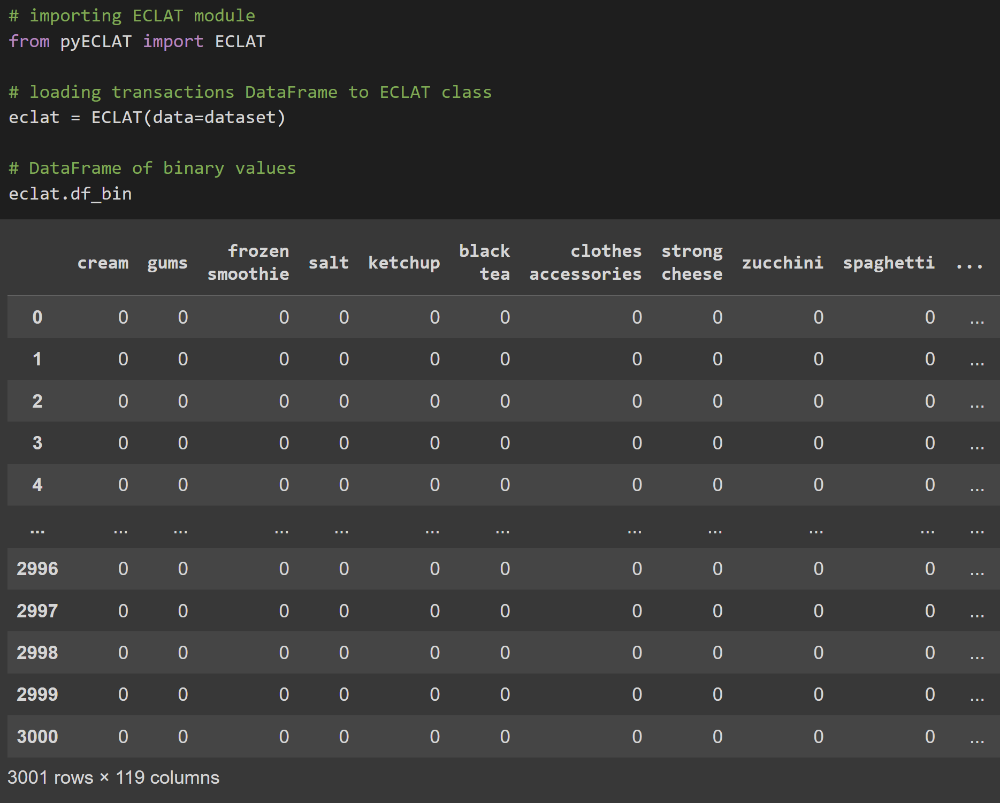 # importing ECLAT module
from pyECLAT import ECLAT
# loading transactions DataFrame to ECLAT class
eclat = ECLAT(data=dataset)
# DataFrame of binary values
eclat.df_bin
cream gums frozen smoothie salt ketchup black tea clothes accessories strong cheese zucchini spaghetti ...
0 0 0 0 0 0 0 0 0 0 0 ...
1 0 0 0 0 0 0 0 0 0 0 ...
2 0 0 0 0 0 0 0 0 0 0 ...
3 0 0 0 0 0 0 0 0 0 0 ...
4 0 0 0 0 0 0 0 0 0 0 ...
... ... ... ... ... ... ... ... ... ... ... ...
2996 0 0 0 0 0 0 0 0 0 0 ...
2997 0 0 0 0 0 0 0 0 0 0 ...
2998 0 0 0 0 0 0 0 0 0 0 ...
2999 0 0 0 0 0 0 0 0 0 0 ...
3000 0 0 0 0 0 0 0 0 0 0 ...
3001 rows × 119 columns